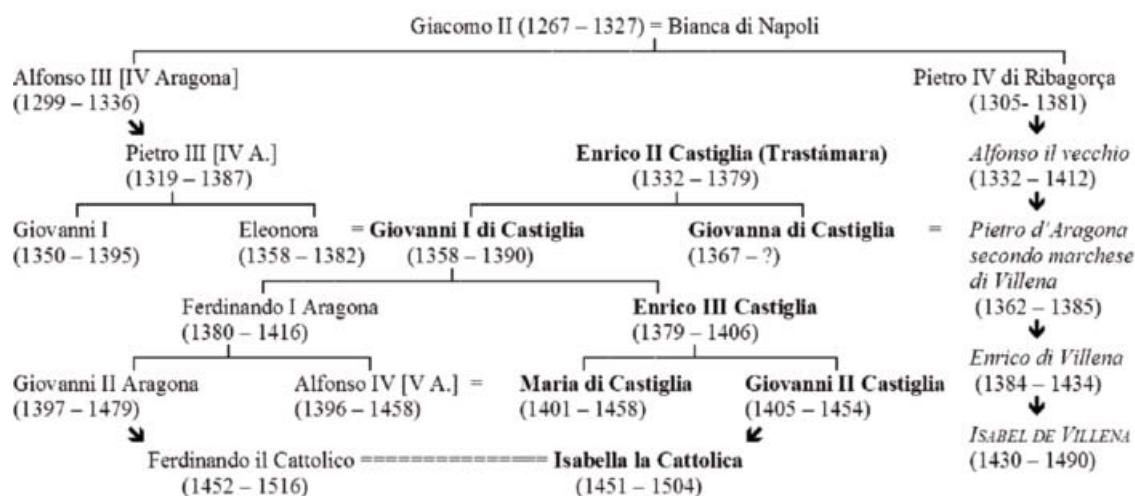 Giacomo II (1267 – 1327) = Bianca di Napoli
Alfonso III [IV Aragona] Pietro IV di Ribagorça
(1299 – 1336) (1305- 1381)
Pietro III [IV A.] Enrico II Castiglia (Trastámara) Alfonso il vecchio
(1319 – 1387) (1332 – 1379) (1332 – 1412)
Giovanni I Eleonora = Giovanni I di Castiglia Giovanna di Castiglia = Pietro d'Aragona
(1350 – 1395) (1358 – 1382) (1358 – 1390) (1367 – ?) secondo marchese
di Villena
Ferdinando I Aragona Enrico III Castiglia (1362 – 1385)
(1380 – 1416) (1379 – 1406)
Enrico di Villena
Giovanni II Aragona Alfonso IV [V A.] = Maria di Castiglia Giovanni II Castiglia (1384 – 1434)
(1397 – 1479) (1396 – 1458) (1401 – 1458) (1405 – 1454)
ISABEL DE VILLENA
Ferdinando il Cattolico =============== Isabella la Cattolica (1430 – 1490)
(1452 – 1516) (1451 – 1504)